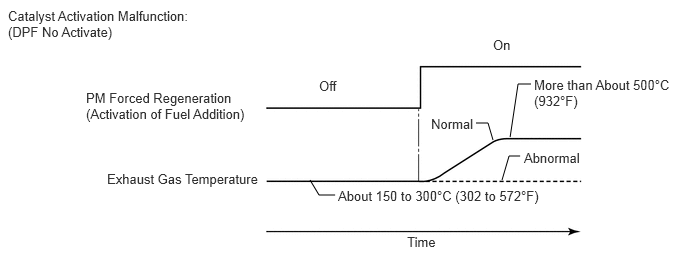 Catalyst Activation Malfunction:
(DPF No Activate)
On
Off
PM Forced Regeneration
(Activation of Fuel Addition)
More than About 500°C
(932°F)
Normal
Abnormal
Exhaust Gas Temperature
About 150 to 300°C (302 to 572°F)
Time